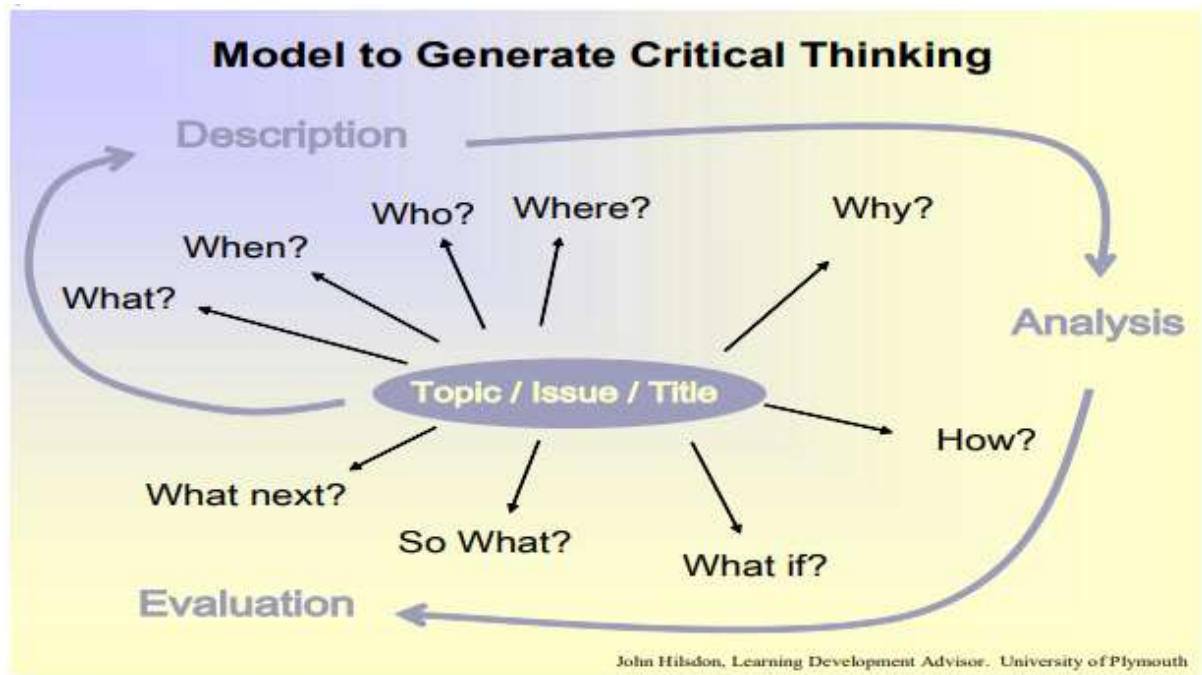 Model to Generate Critical Thinking
Description
Who?
Where?
Why?
When?
What?
Analysis
Topic / Issue / Title
How?
What next?
So What?
What if?
Evaluation
John Hilsdon, Learning Development Advisor. University of Plymouth